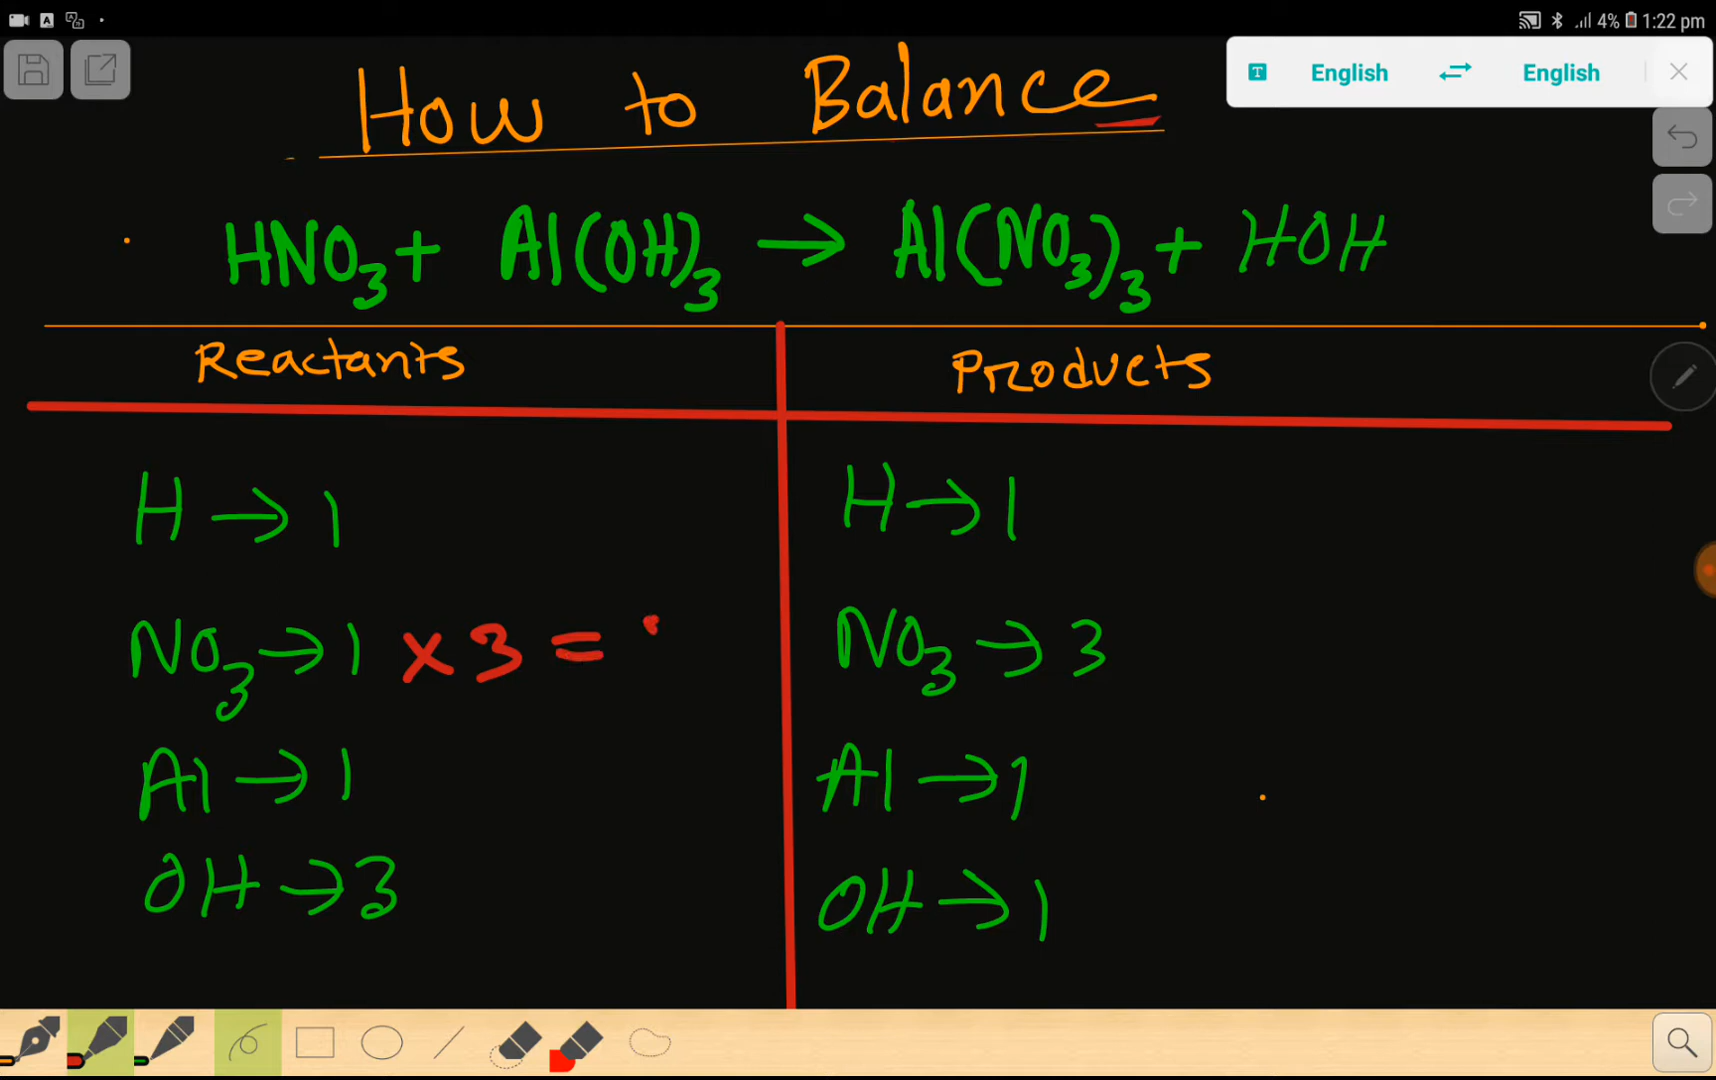 4% 1:22 pm
English English
How to Balance
HNO3 + Al(OH)3 → Al(NO3)3 + HOH
Reactants Products
H → 1 H → 1
NO3 → 1 × 3 = NO3 → 3
Al → 1 Al → 1
OH → 3 OH → 1